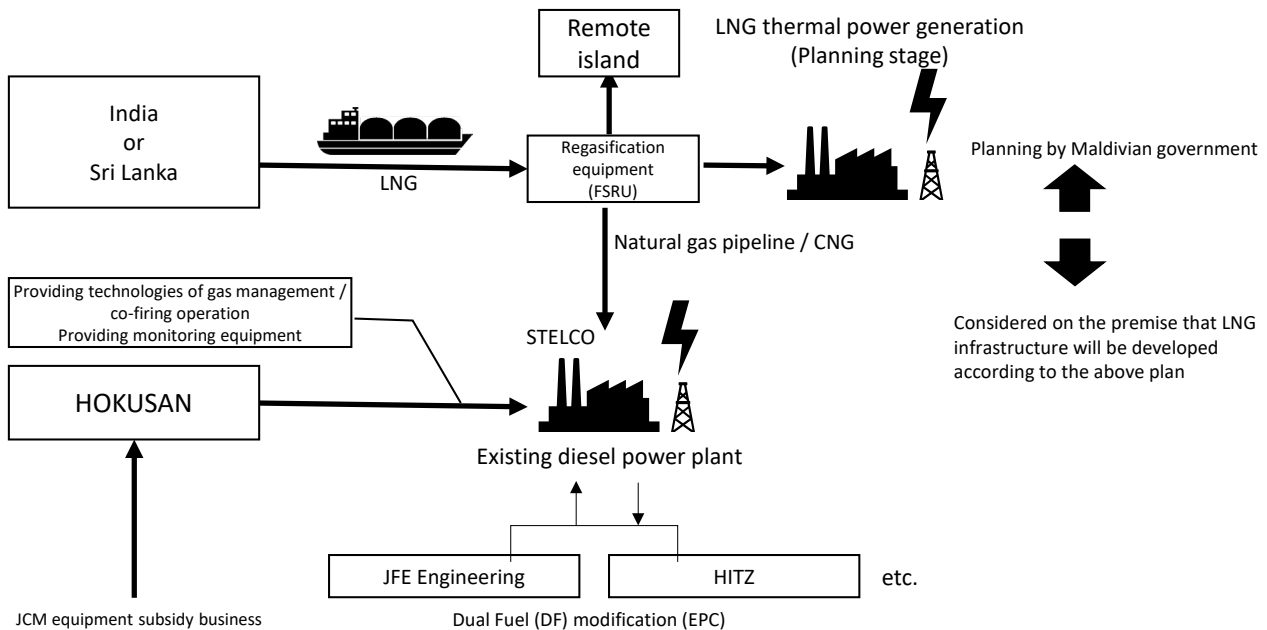 Remote
island
LNG thermal power generation
(Planning stage)
India
or
Sri Lanka
LNG
Regasification
equipment
(FSRU)
Planning by Maldivian government
Natural gas pipeline / CNG
Providing technologies of gas management /
co-firing operation
Providing monitoring equipment
STELCO
Considered on the premise that LNG
infrastructure will be developed
according to the above plan
HOKUSAN
Existing diesel power plant
JFE Engineering
HITZ
etc.
JCM equipment subsidy business
Dual Fuel (DF) modification (EPC)